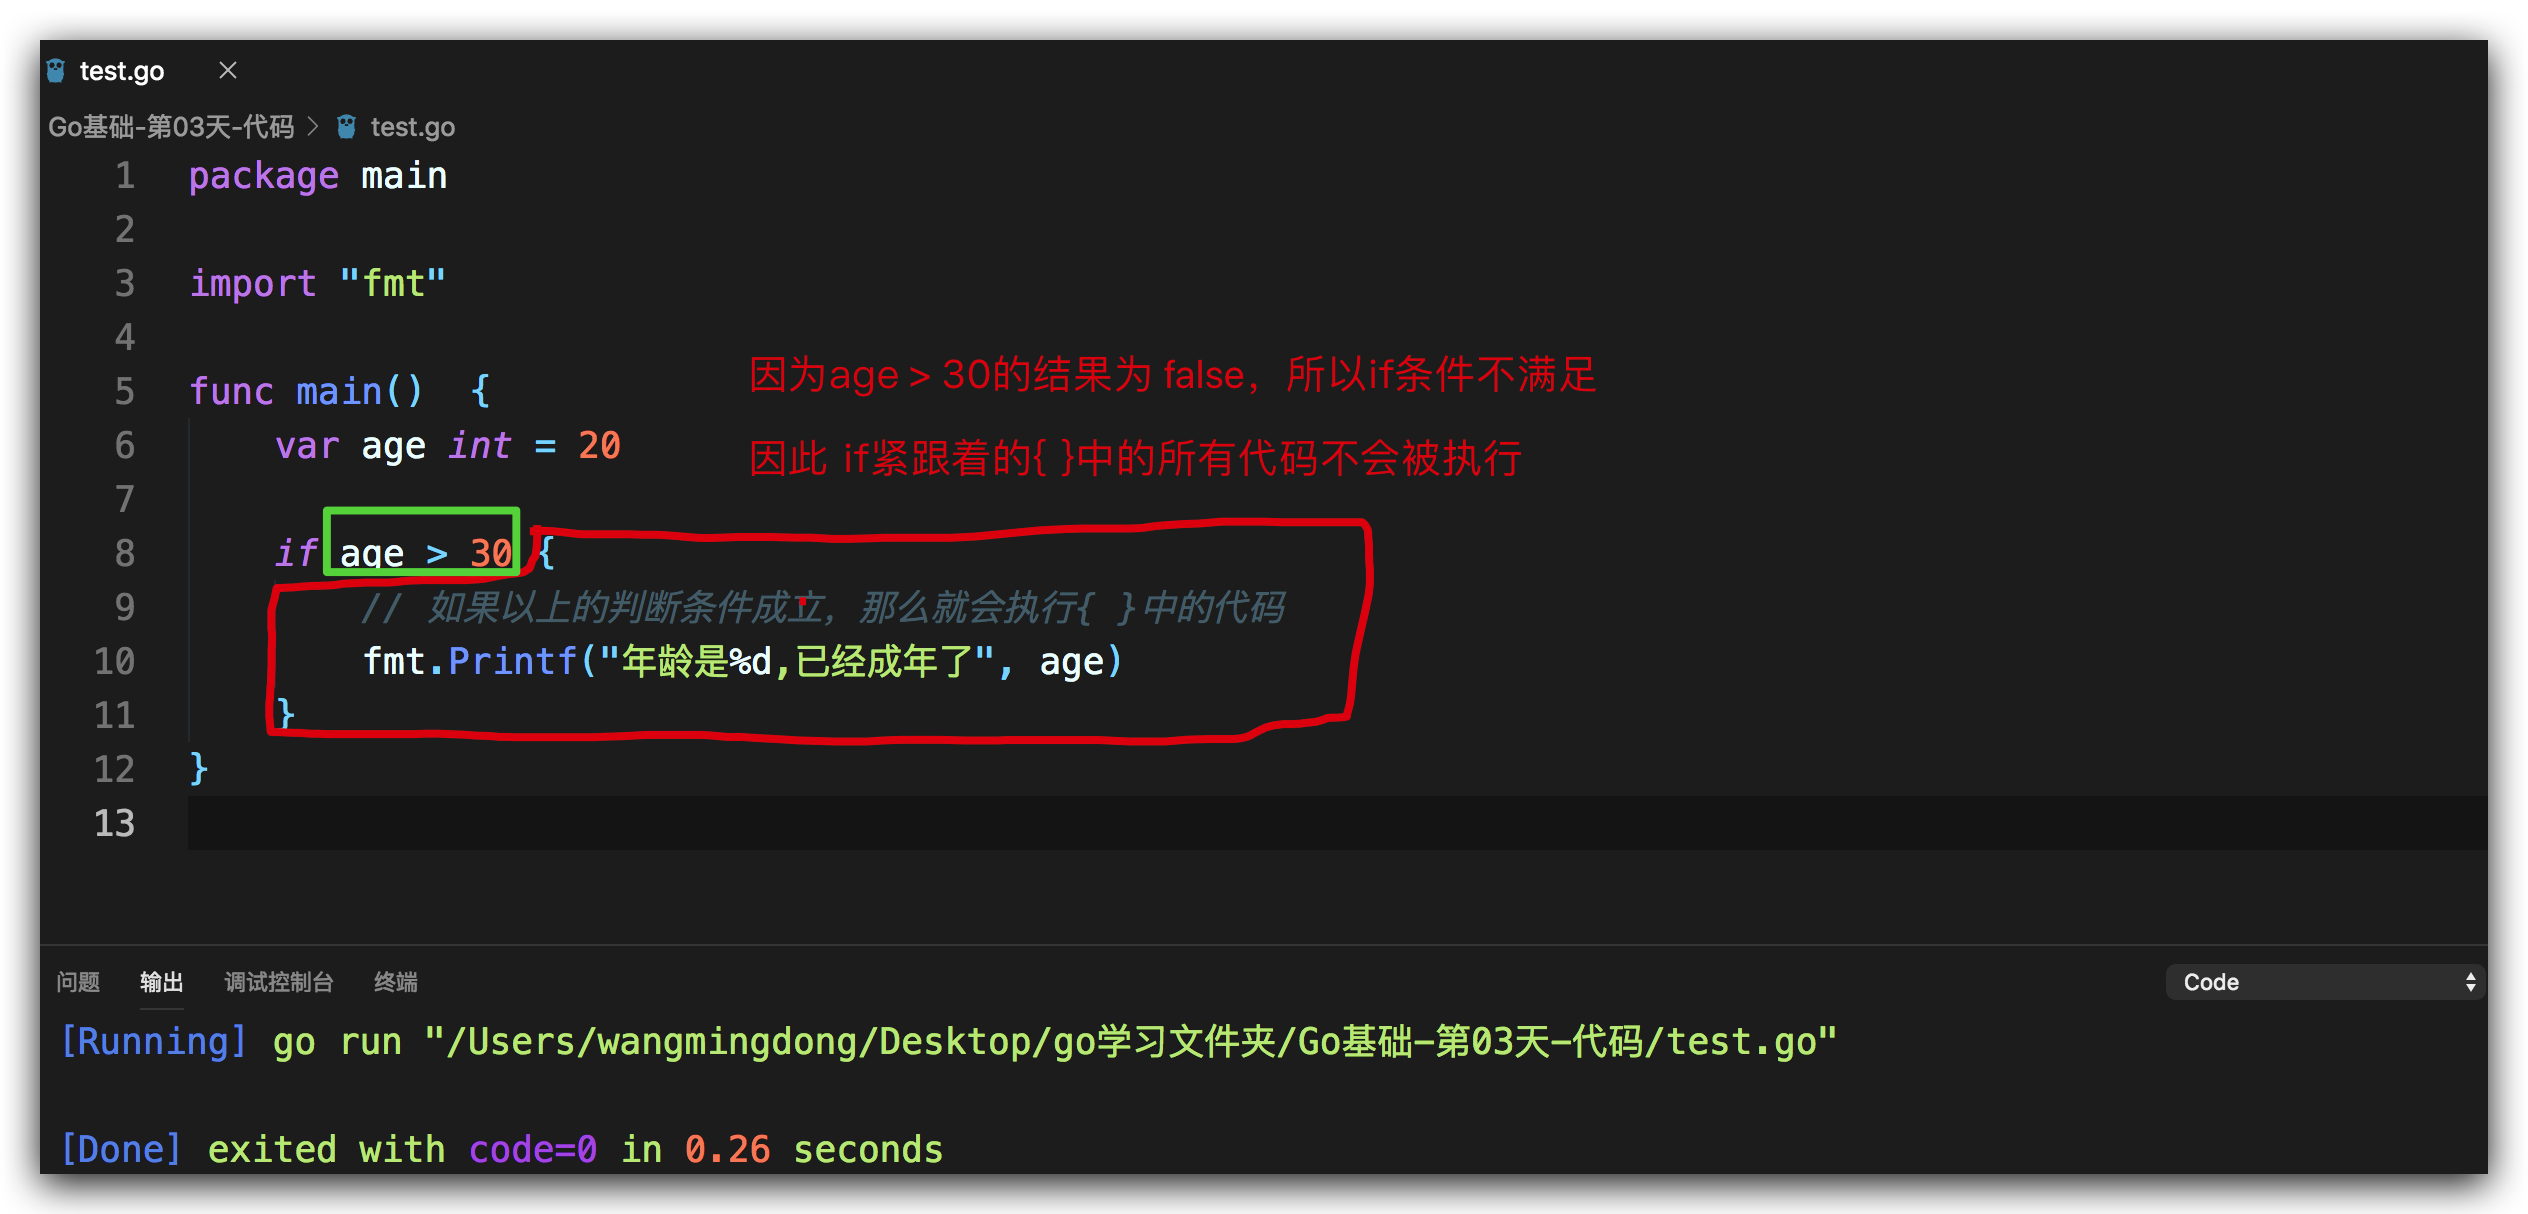 test.go
Go基础-第03天-代码 > test.go
1 package main
2
3 import "fmt"
4
因为age > 30的结果为 false，所以if条件不满足
5 func main()  {
6 var age int = 20
因此 if紧跟着的{ }中的所有代码不会被执行
7
8 if age > 30 {
9 // 如果以上的判断条件成立，那么就会执行{ }中的代码
10 fmt.Printf("年龄是%d,已经成年了", age)
11 }
12 }
13
问题 输出 调试控制台 终端 Code
[Running] go run "/Users/wangmingdong/Desktop/go学习文件夹/Go基础-第03天-代码/test.go"
[Done] exited with code=0 in 0.26 seconds